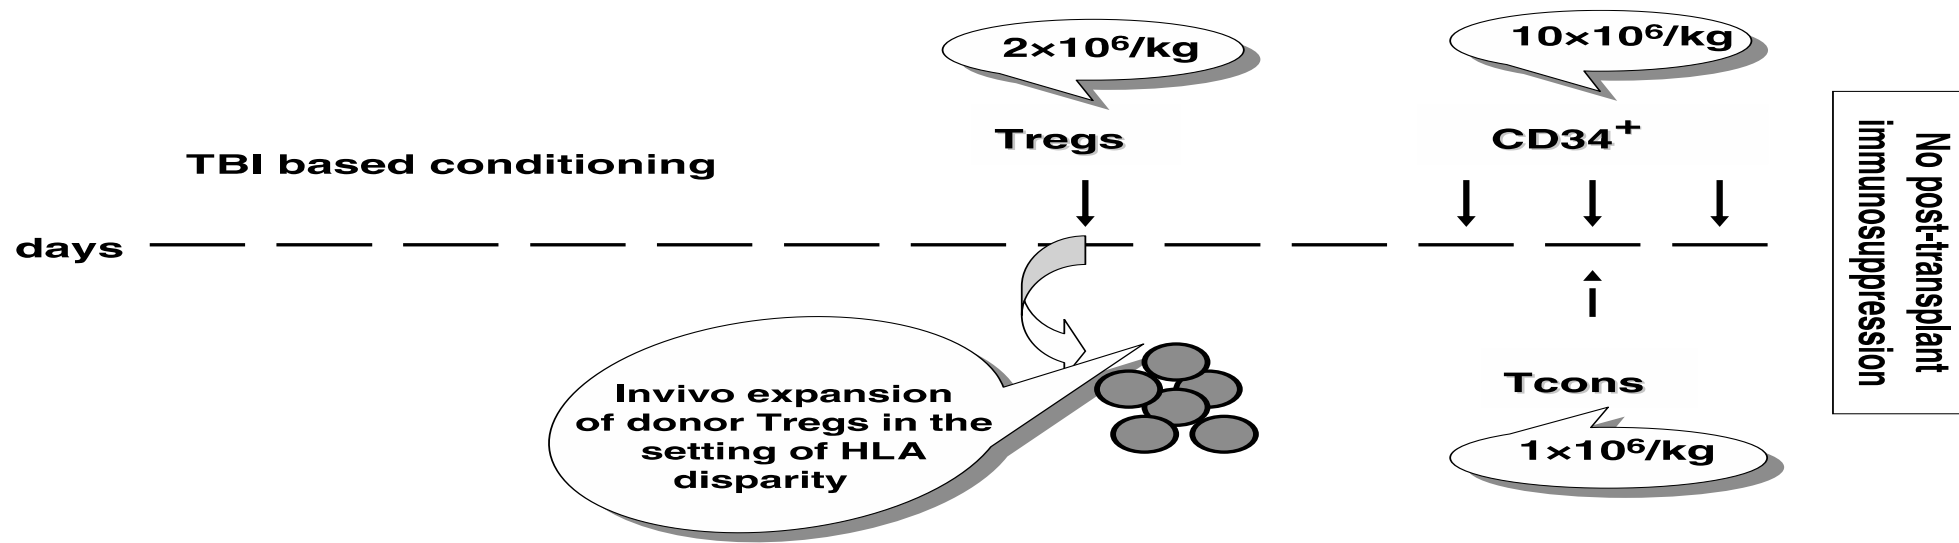 2×10⁶/kg
10×10⁶/kg
Tregs
CD34⁺
TBI based conditioning
days
No post-transplant
immunosuppression
Invivo expansion
of donor Tregs in the
setting of HLA
disparity
Tcons
1×10⁶/kg